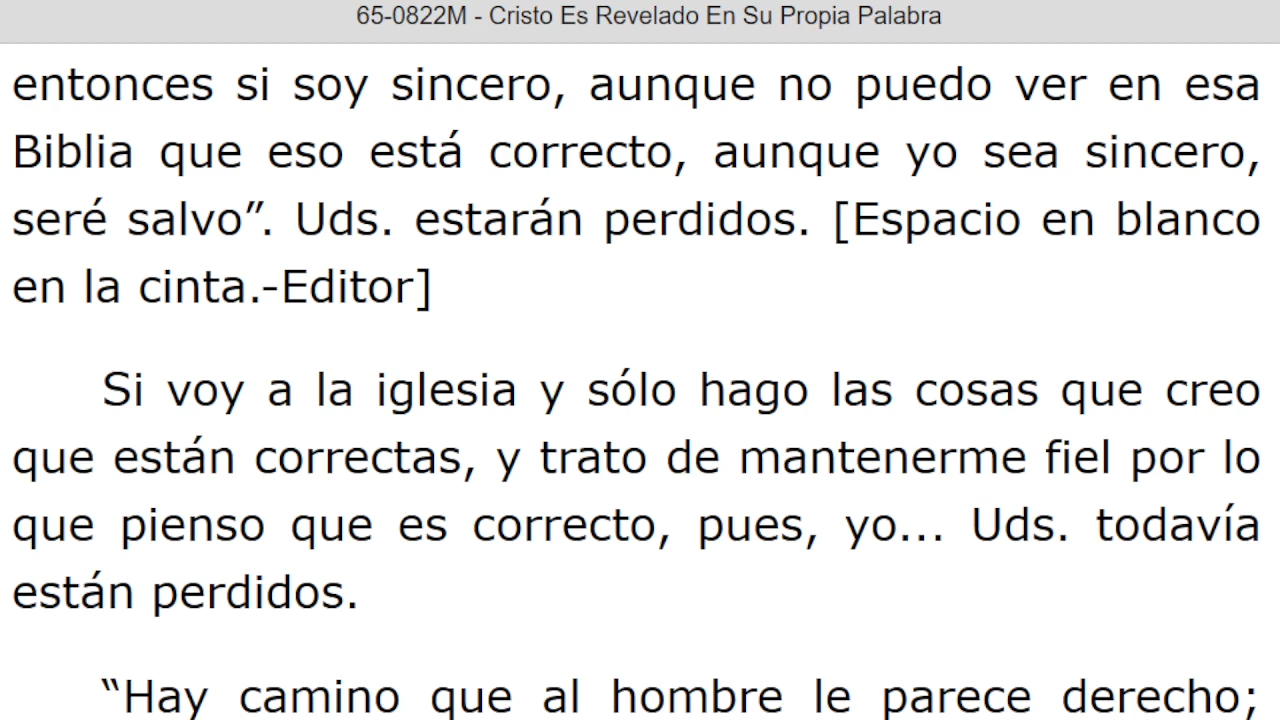 65-0822M - Cristo Es Revelado En Su Propia Palabra
entonces si soy sincero, aunque no puedo ver en esa
Biblia que eso está correcto, aunque yo sea sincero,
seré salvo”. Uds. estarán perdidos. [Espacio en blanco
en la cinta.-Editor]
Si voy a la iglesia y sólo hago las cosas que creo
que están correctas, y trato de mantenerme fiel por lo
que pienso que es correcto, pues, yo... Uds. todavía
están perdidos.
“Hay camino que al hombre le parece derecho;